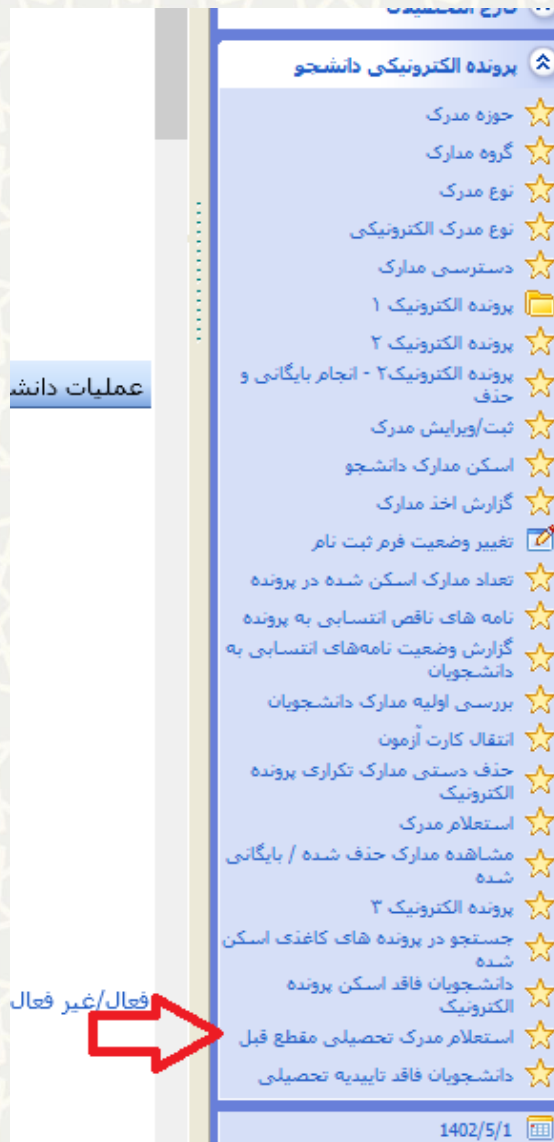 فارغ التحصیلان
پرونده الکترونیکی دانشجو
حوزه مدرک
گروه مدارک
نوع مدرک
نوع مدرک الکترونیکی
دسترسی مدارک
پرونده الکترونیک ۱
پرونده الکترونیک ۲
پرونده الکترونیک۲ - انجام بایگانی و
حذف
ثبت/ویرایش مدرک
اسکن مدارک دانشجو
گزارش اخذ مدارک
تغییر وضعیت فرم ثبت نام
تعداد مدارک اسکن شده در پرونده
نامه های ناقص انتسابی به پرونده
گزارش وضعیت نامه‌های انتسابی به
دانشجویان
بررسی اولیه مدارک دانشجویان
انتقال کارت آزمون
حذف دستی مدارک تکراری پرونده
الکترونیک
استعلام مدرک
مشاهده مدارک حذف شده / بایگانی
شده
پرونده الکترونیک ۳
جستجو در پرونده های کاغذی اسکن
شده
دانشجویان فاقد اسکن پرونده
الکترونیک
استعلام مدرک تحصیلی مقطع قبل
دانشجویان فاقد تاییدیه تحصیلی
1402/5/1
عملیات دانش
فعال/غیر فعال